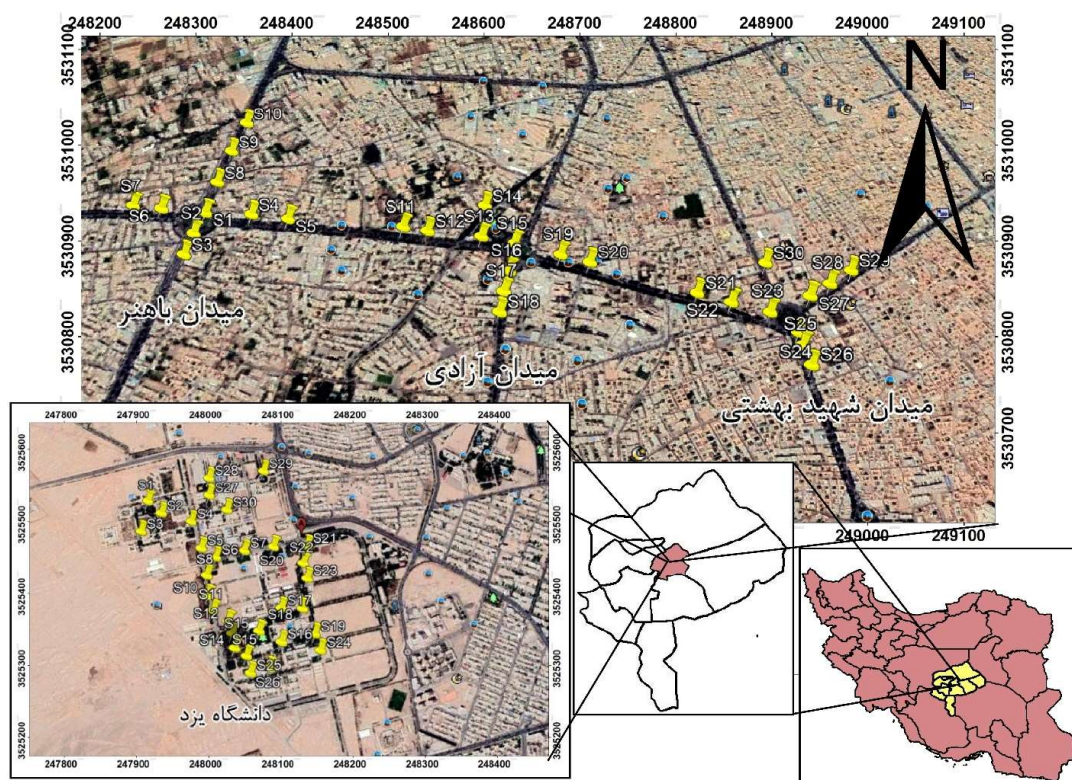 248200 248300 248400 248500 248600 248700 248800 248900 249000 249100
3531100
3531000
3530900
3530800
3531100
3531000
3530900
3530800
3530700
249000 249100
N
S10
S9
S8
S7
S6
S2
S1
S3
S4
S5
S11
S12
S13
S14
S15
S16
S17
S18
S19
S20
S21
S22
S23
S30
S25
S24
S26
S27
S28
S29
میدان باهنر
میدان آزادی
میدان شهید بهشتی
247800 247900 248000 248100 248200 248300 248400
3525600
3525500
3525400
3525300
3525200
3525600
3525500
3525400
3525300
3525200
S28
S29
S27
S30
S1
S2
S3
S4
S5
S6
S7
S8
S20
S22
S21
S23
S10
S11
S12
S15
S14
S15
S18
S17
S16
S19
S24
S25
S26
دانشگاه یزد
247800 247900 248000 248100 248200 248300 248400